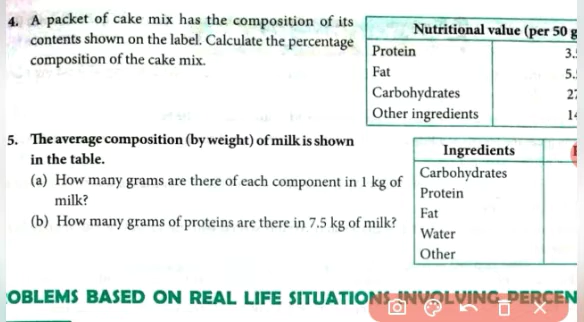 4. A packet of cake mix has the composition of its
contents shown on the label. Calculate the percentage
composition of the cake mix.
Nutritional value (per 50 g
Protein 3.
Fat 5.
Carbohydrates
Other ingredients
5. The average composition (by weight) of milk is shown
in the table.
(a) How many grams are there of each component in 1 kg of
milk?
(b) How many grams of proteins are there in 7.5 kg of milk?
Ingredients
Carbohydrates
Protein
Fat
Water
Other
OBLEMS BASED ON REAL LIFE SITUATIONS INVOLVING PERCEN